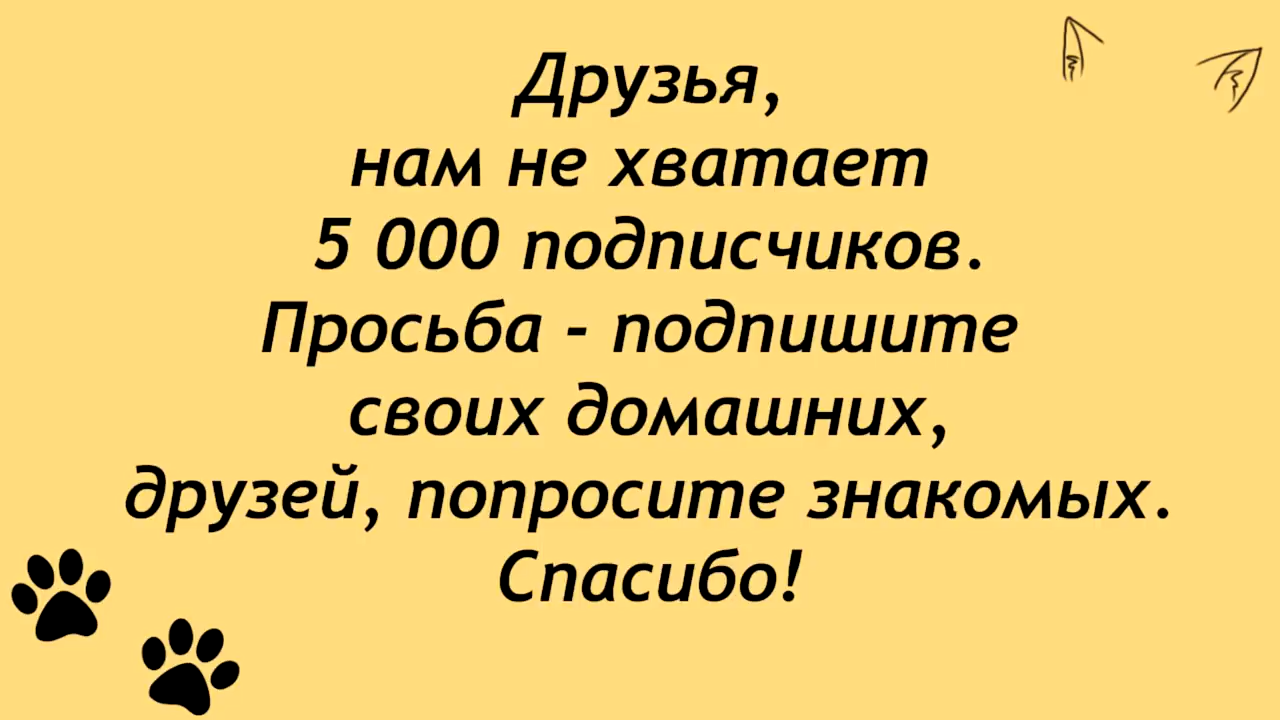 Друзья,
нам не хватает
5 000 подписчиков.
Просьба - подпишите
своих домашних,
друзей, попросите знакомых.
Спасибо!